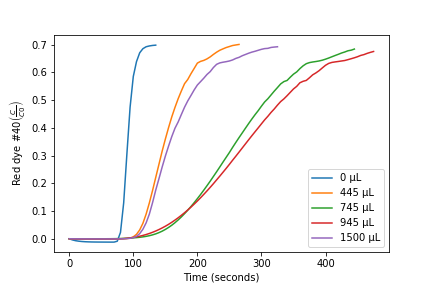 0.7
0.6
0.5
0.4
0.3
0.2
0.1
0.0
Red dye #40(C/C0)
0
100
200
300
400
Time (seconds)
0 μL
445 μL
745 μL
945 μL
1500 μL